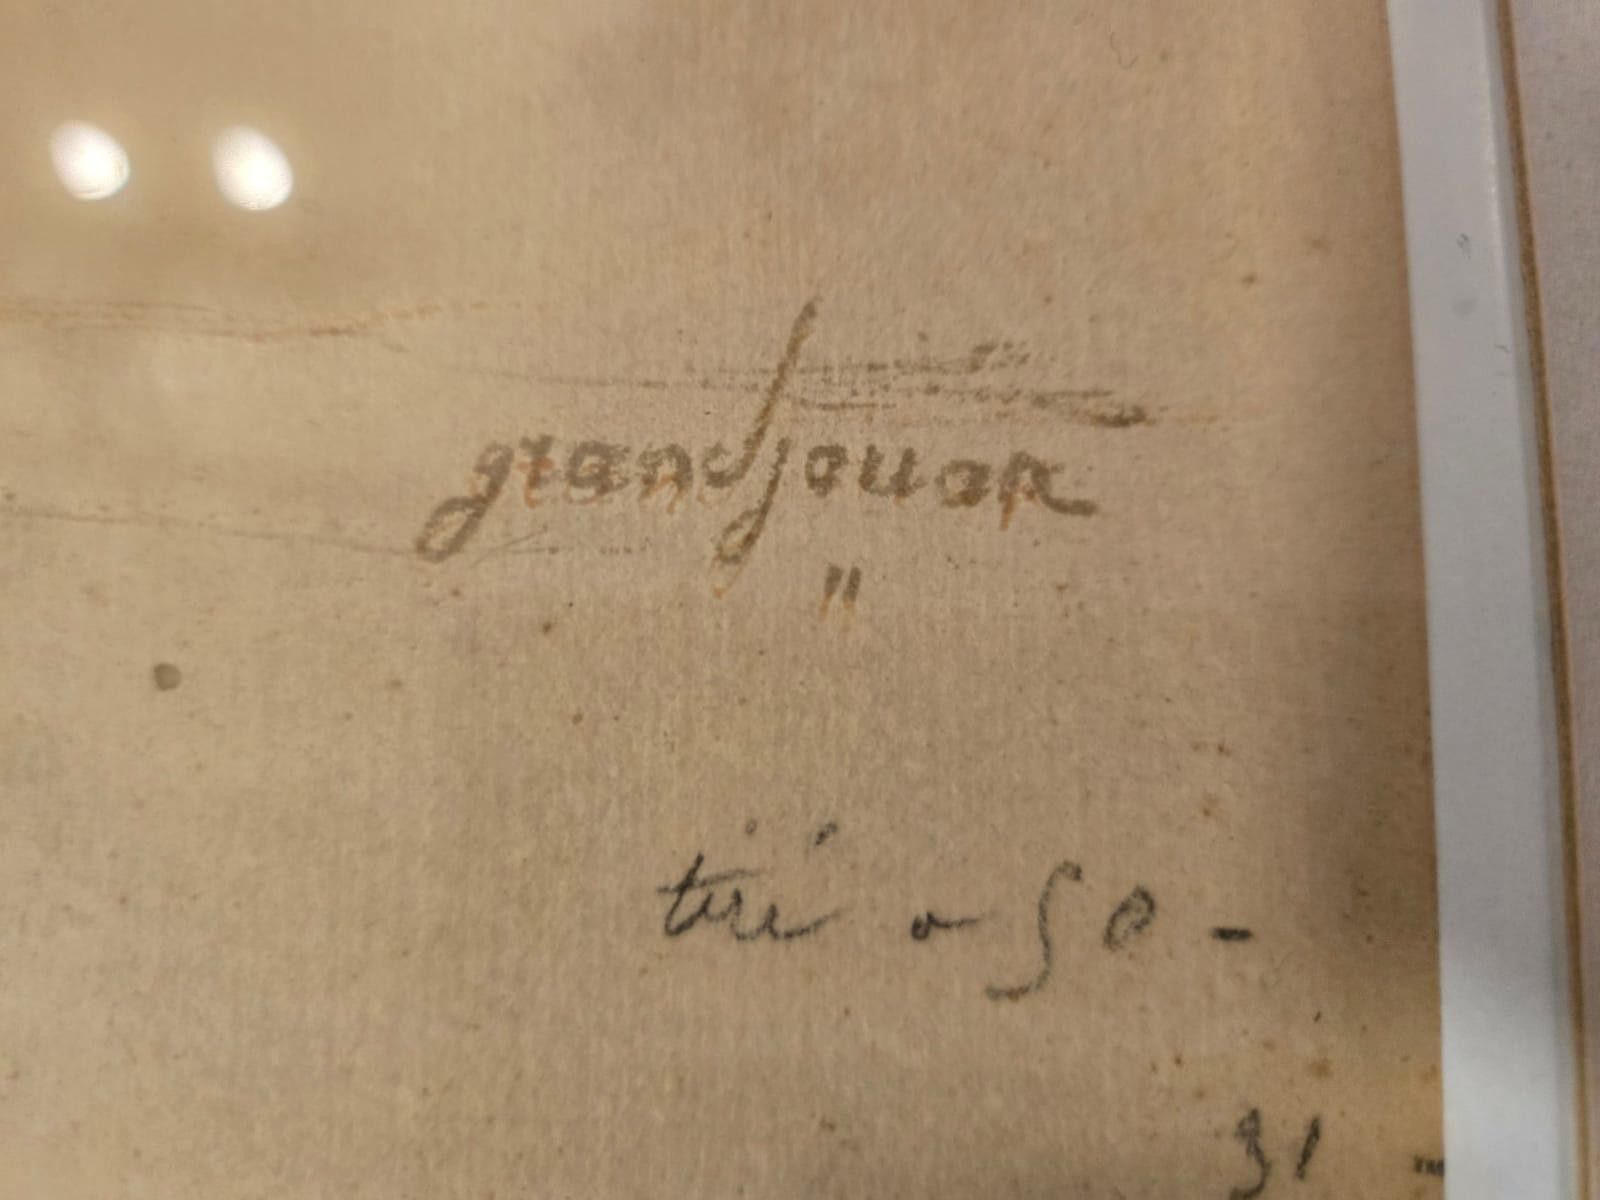 grandjouan
"
tiré a 50 -
31